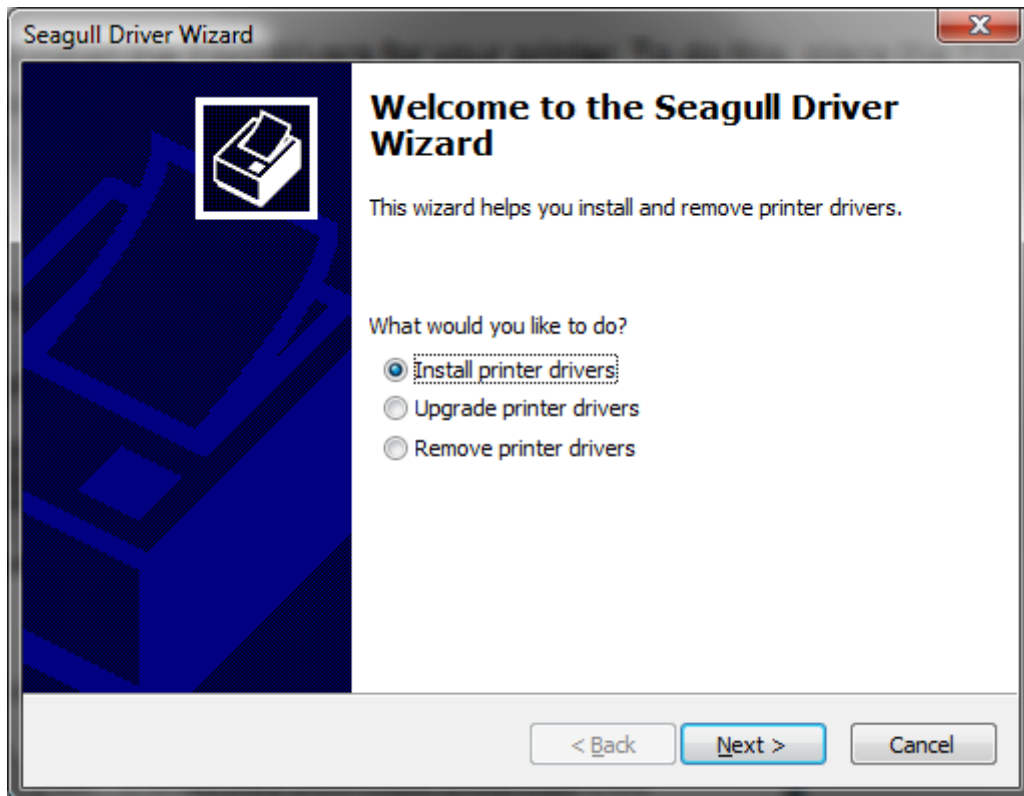 Seagull Driver Wizard
Welcome to the Seagull Driver
Wizard
This wizard helps you install and remove printer drivers.
What would you like to do?
Install printer drivers
Upgrade printer drivers
Remove printer drivers
< Back
Next >
Cancel